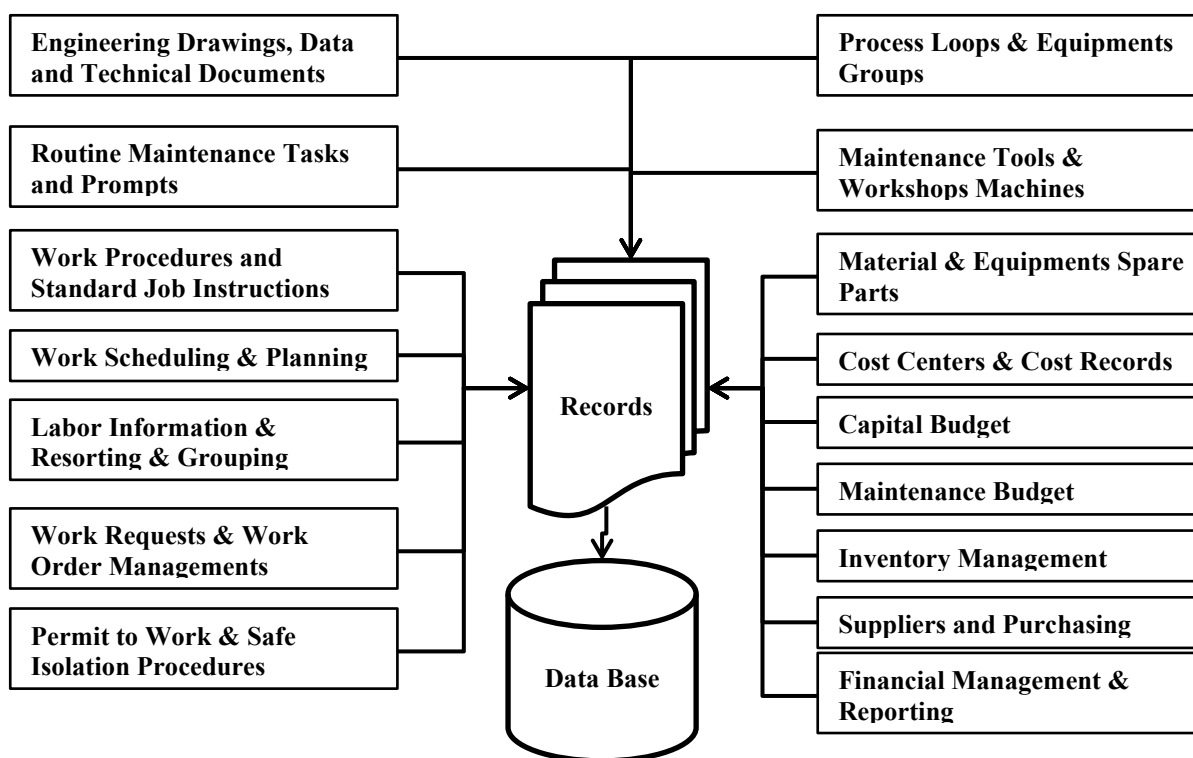 Engineering Drawings, Data
and Technical Documents
Routine Maintenance Tasks
and Prompts
Work Procedures and
Standard Job Instructions
Work Scheduling & Planning
Labor Information &
Resorting & Grouping
Work Requests & Work
Order Managements
Permit to Work & Safe
Isolation Procedures
Records
Data Base
Process Loops & Equipments
Groups
Maintenance Tools &
Workshops Machines
Material & Equipments Spare
Parts
Cost Centers & Cost Records
Capital Budget
Maintenance Budget
Inventory Management
Suppliers and Purchasing
Financial Management &
Reporting